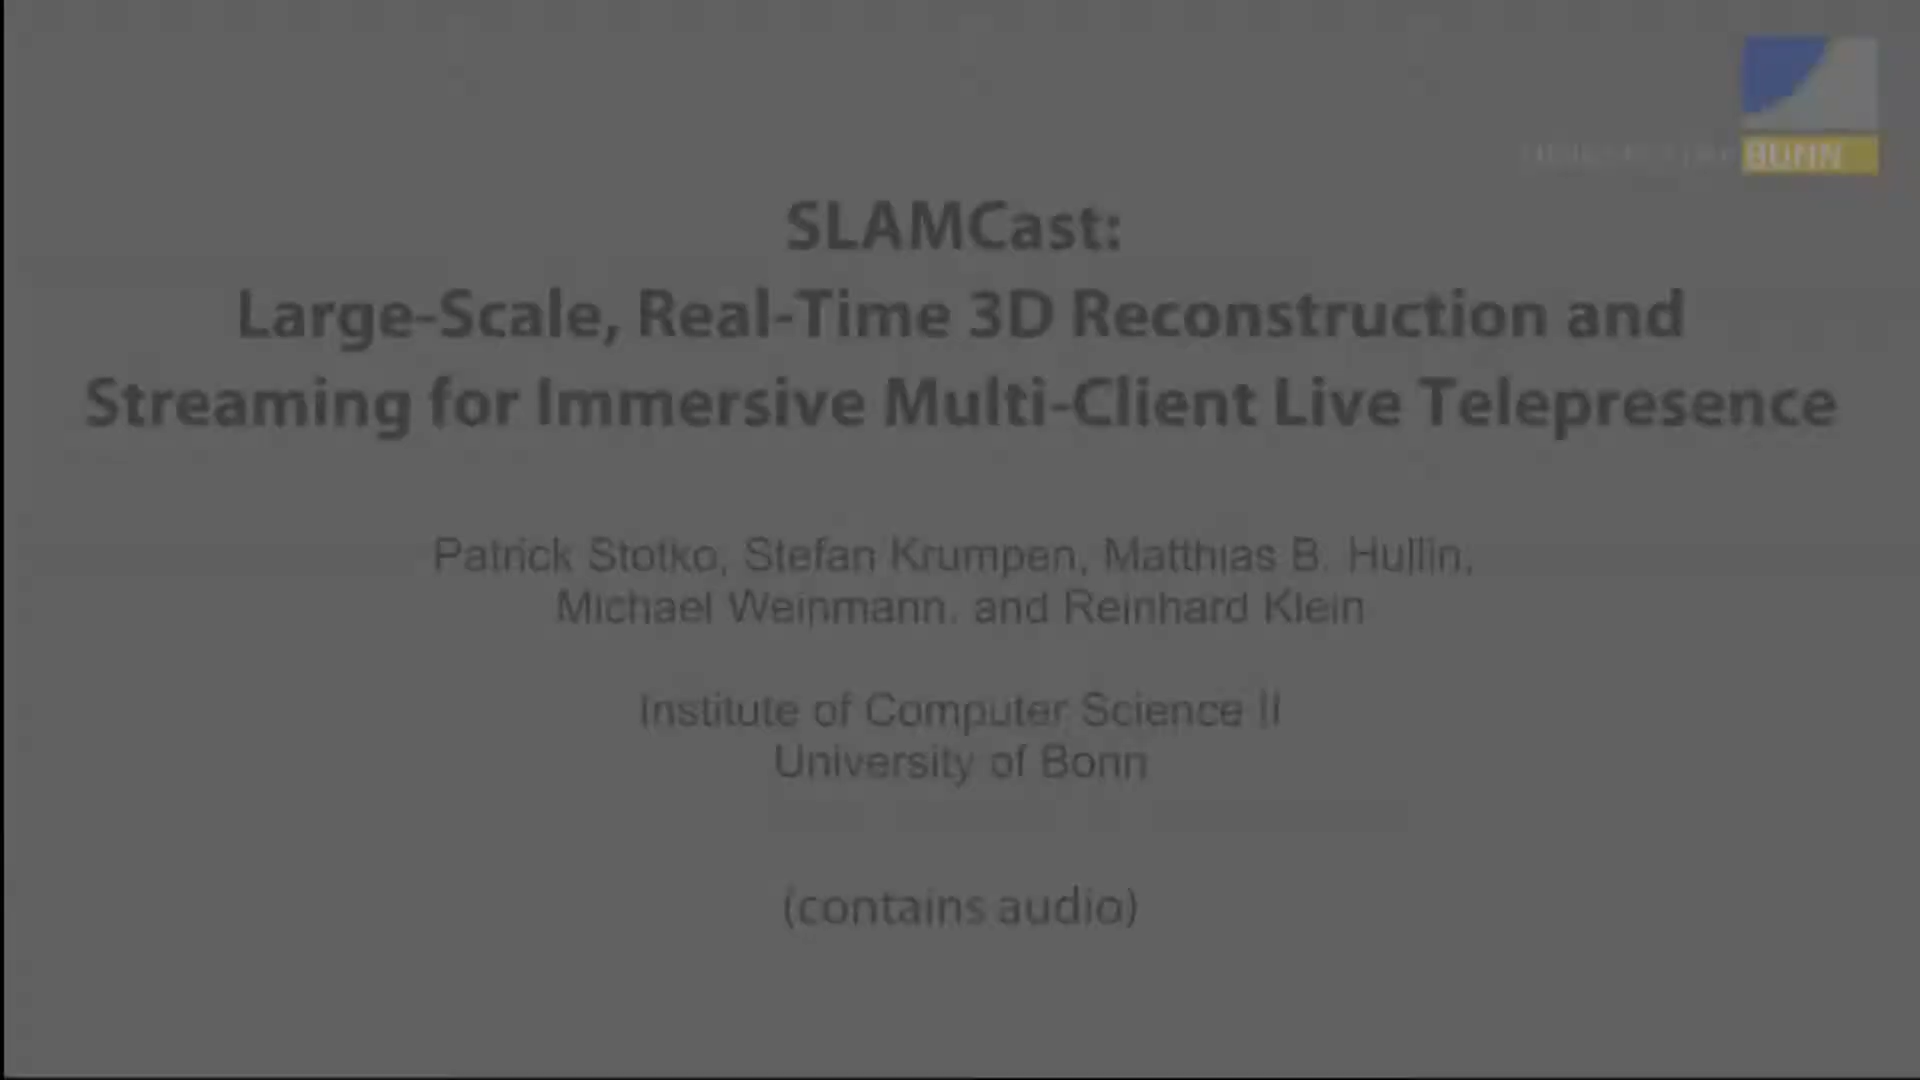 BONN
SLAMCast:
Large-Scale, Real-Time 3D Reconstruction and
Streaming for Immersive Multi-Client Live Telepresence
Patrick Stotko, Stefan Krumpen, Matthias B. Hullin,
Michael Weinmann, and Reinhard Klein
Institute of Computer Science II
University of Bonn
(contains audio)